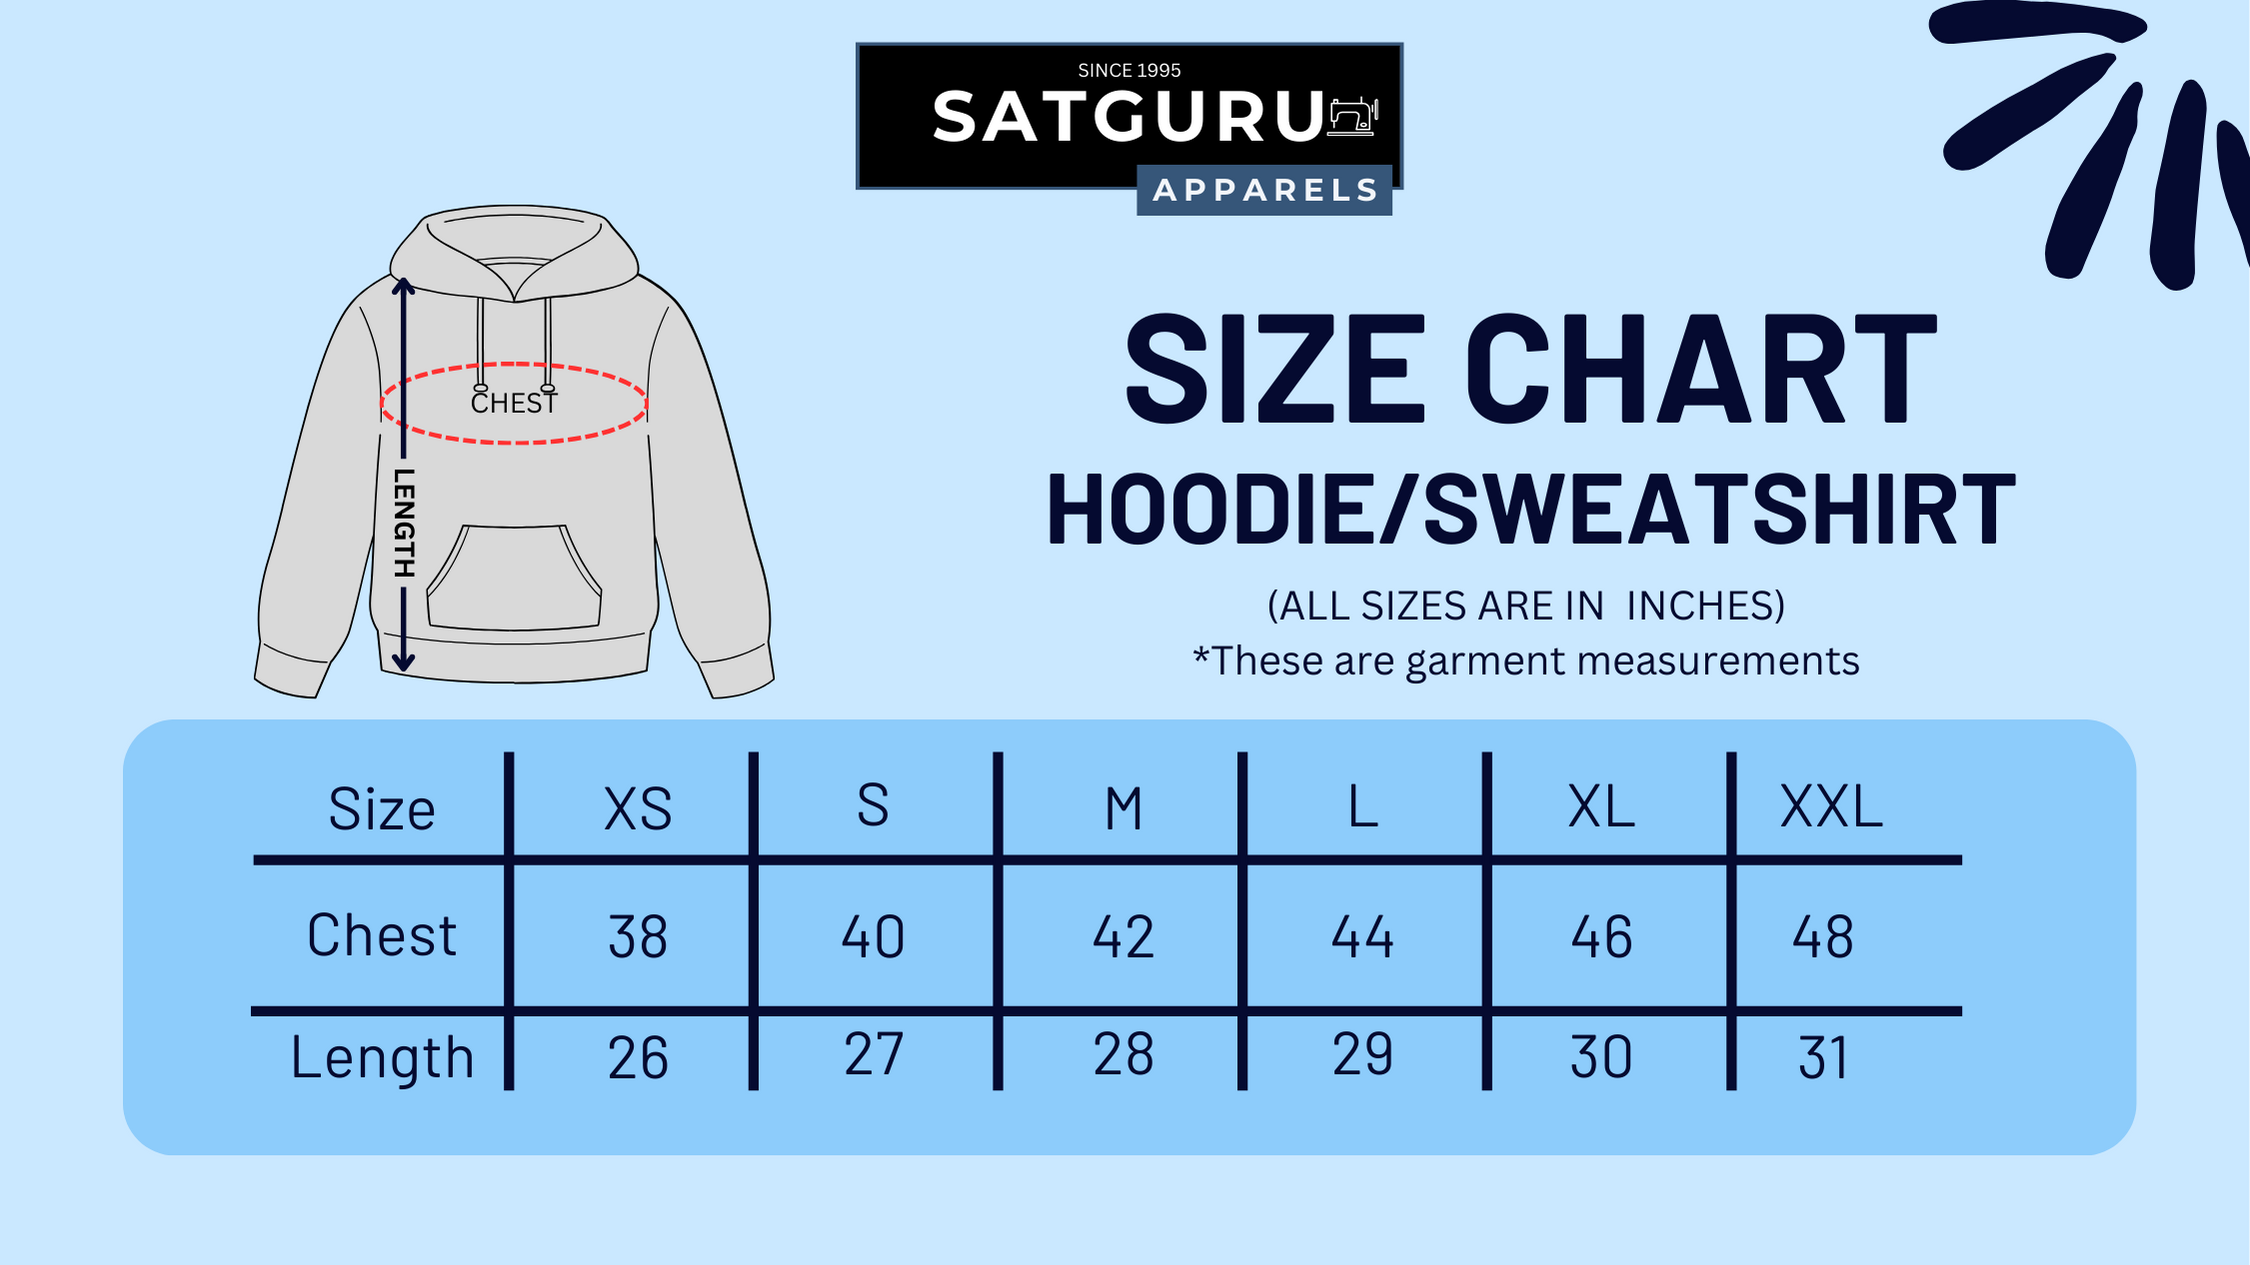 SINCE 1995
SATGURU
APPARELS
CHEST
LENGTH
SIZE CHART
HOODIE/SWEATSHIRT
(ALL SIZES ARE IN  INCHES)
*These are garment measurements
Size XS S M L XL XXL
Chest 38 40 42 44 46 48
Length 26 27 28 29 30 31